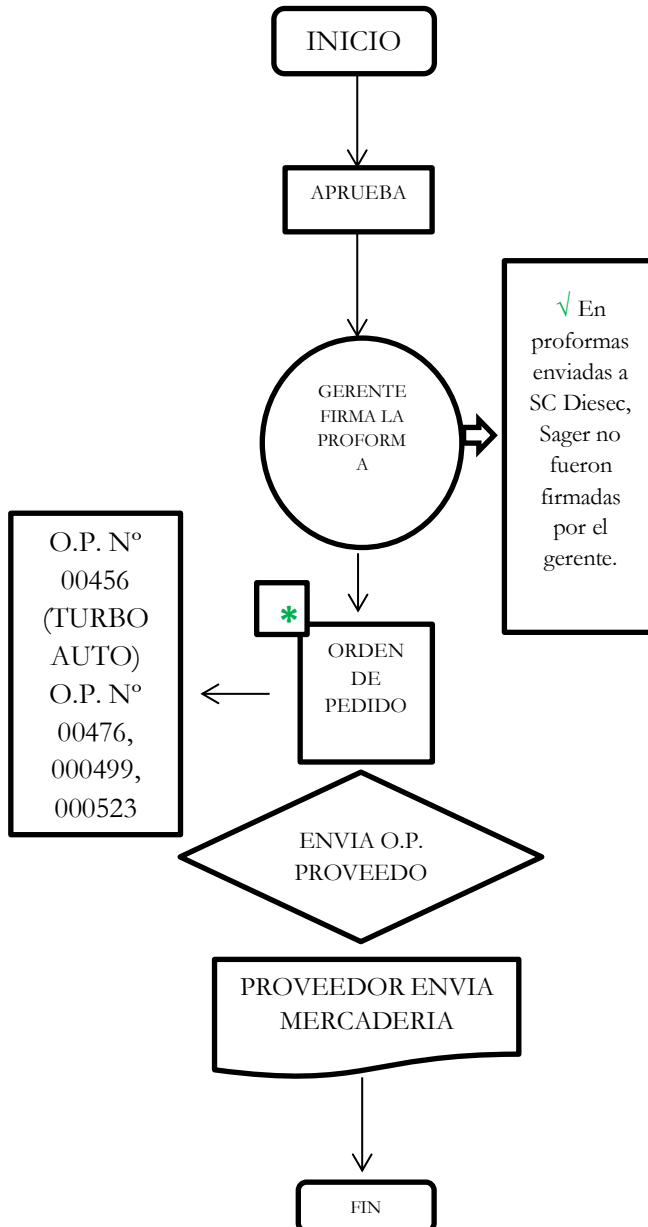 INICIO
APRUEBA
GERENTE
FIRMA LA
PROFORM
A
√ En
proformas
enviadas a
SC Diesec,
Sager no
fueron
firmadas
por el
gerente.
*
ORDEN
DE
PEDIDO
O.P. Nº
00456
(TURBO
AUTO)
O.P. Nº
00476,
000499,
000523
ENVIA O.P.
PROVEEDO
PROVEEDOR ENVIA
MERCADERIA
FIN